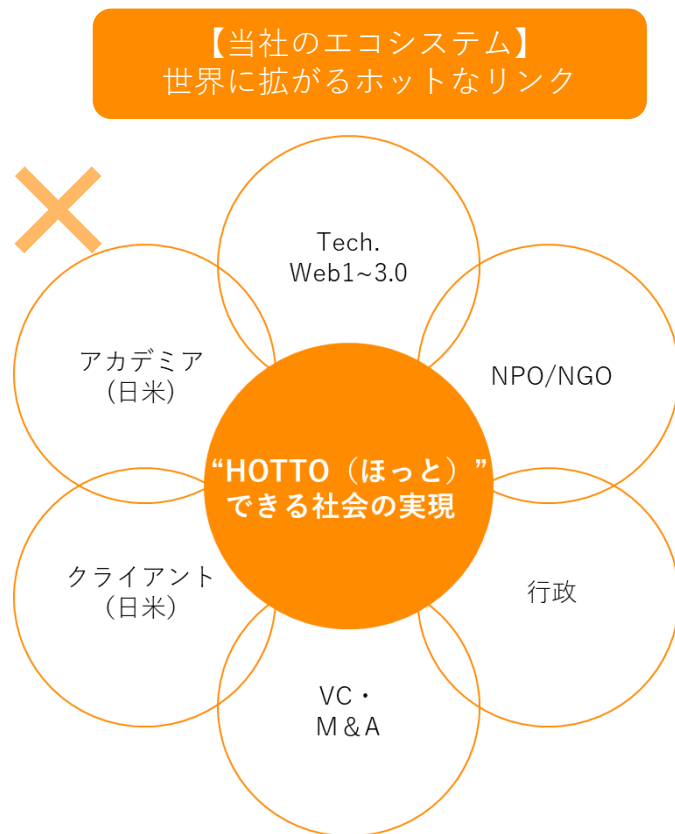 【当社のエコシステム】
世界に拡がるホットなリンク
Tech.
Web1~3.0
アカデミア
(日米)
NPO/NGO
“HOTTO（ほっと）”
できる社会の実現
クライアント
(日米)
行政
VC・
M＆A